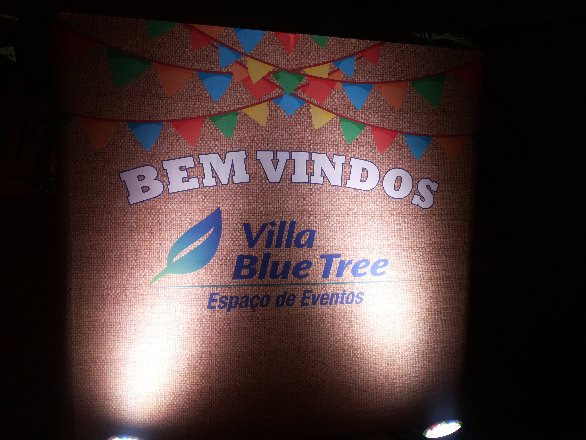 BEM VINDOS
Villa
Blue Tree
Espaço de Eventos